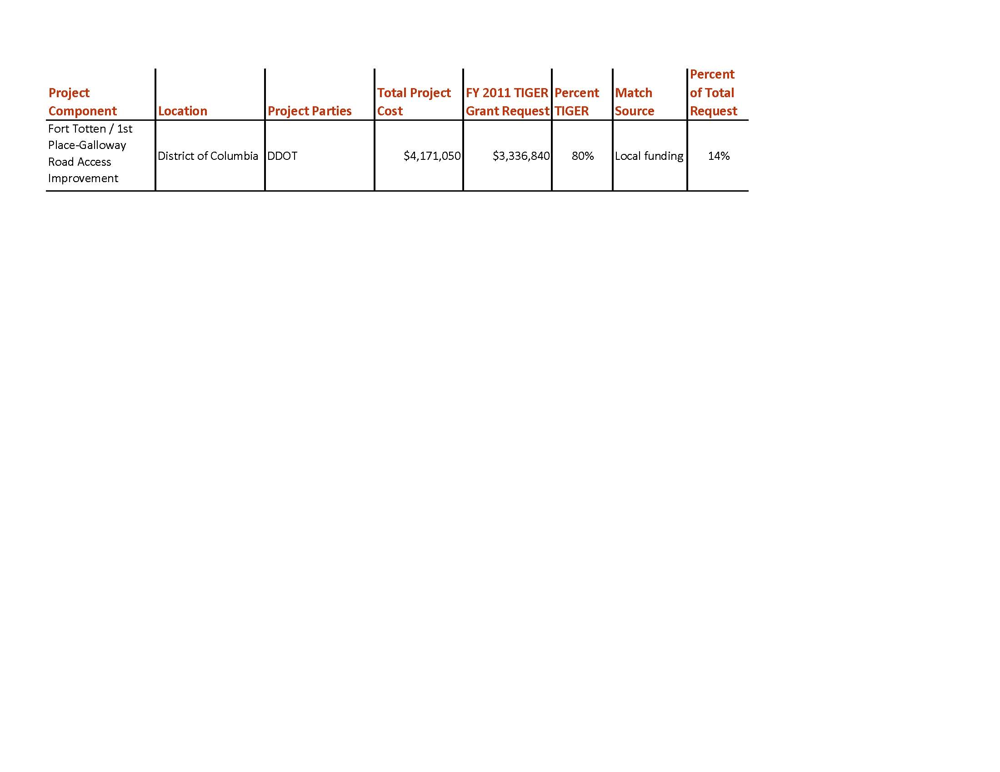 Project Component
Location
Project Parties
Total Project Cost
FY 2011 TIGER Grant Request
Percent TIGER
Match Source
Percent of Total Request
Fort Totten / 1st
Place-Galloway
Road Access
Improvement
District of Columbia
DDOT
$4,171,050
$3,336,840
80%
Local funding
14%